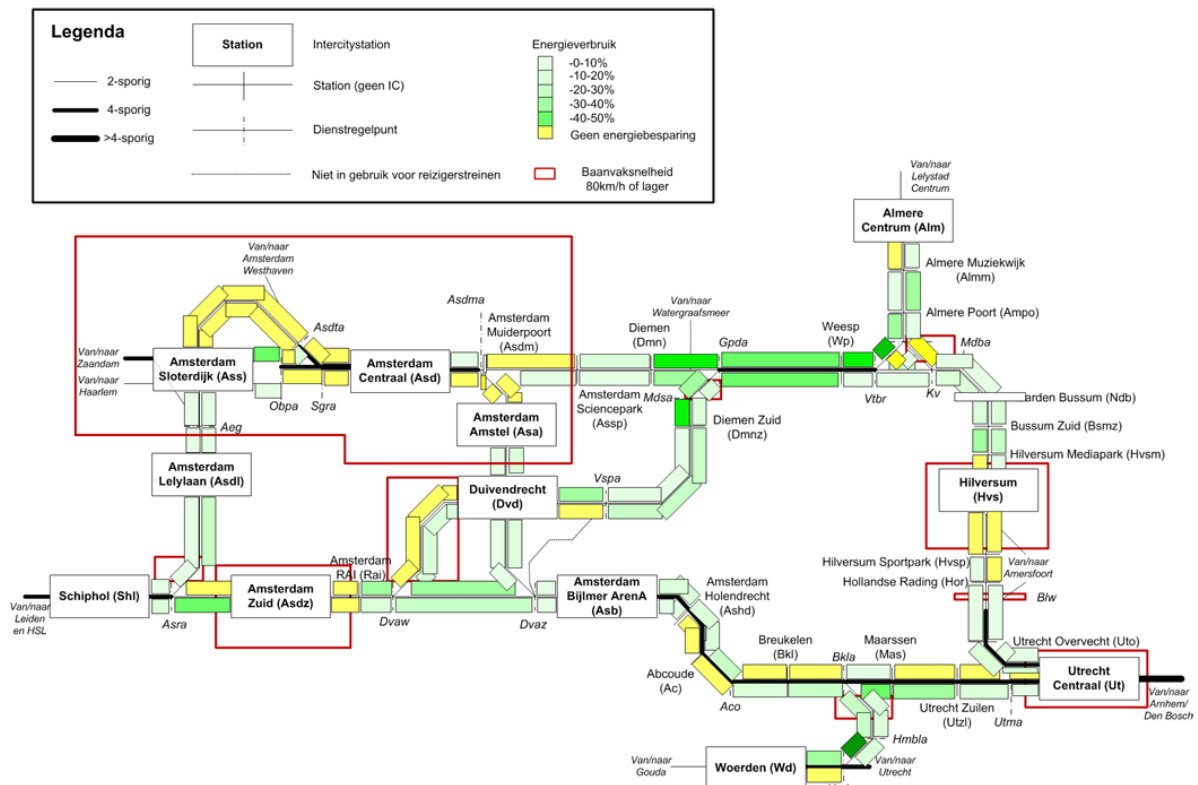 Legenda
2-sporig
4-sporig
>4-sporig
Station
Intercitystation
Station (geen IC)
Dienstregelpunt
Niet in gebruik voor reizigerstreinen
Energieverbruik
-0-10%
-10-20%
-20-30%
-30-40%
-40-50%
Geen energiebesparing
Baanvaksnelheid
80km/h of lager
Van/naar
Lelystad
Centrum
Almere
Centrum (Alm)
Almere Muziekwijk
(Almm)
Almere Poort (Ampo)
Van/naar
Amsterdam
Westhaven
Asdta
Asdma
Amsterdam
Muiderpoort
(Asdm)
Van/naar
Watergraafsmeer
Diemen
(Dmn)
Gpda
Weesp
(Wp)
Mdba
Van/naar
Zaandam
Van/naar
Haarlem
Amsterdam
Sloterdijk (Ass)
Amsterdam
Centraal (Asd)
Obpa
Sgra
Amsterdam
Sciencepark
(Assp)
Mdsa
Vtbr
Kv
arden Bussum (Ndb)
Aeg
Amsterdam
Amstel (Asa)
Diemen Zuid
(Dmnz)
Bussum Zuid (Bsmz)
Hilversum Mediapark (Hvsm)
Amsterdam
Lelylaan (Asdl)
Duivendrecht
(Dvd)
Vspa
Hilversum
(Hvs)
Amsterdam
RAI (Rai)
Hilversum Sportpark (Hvsp)
Hollandse Rading (Hor)
Van/naar
Amersfoort
Schiphol (Shl)
Amsterdam
Zuid (Asdz)
Amsterdam
Bijlmer ArenA
(Asb)
Amsterdam
Holendrecht
(Ashd)
Blw
Van/naar
Leiden
en HSL
Asra
Dvaw
Dvaz
Utrecht Overvecht (Uto)
Breukelen
(Bkl)
Bkla
Maarssen
(Mas)
Utrecht
Centraal (Ut)
Abcoude
(Ac)
Aco
Utrecht Zuilen
(Utzl)
Utma
Van/naar
Arnhem/
Den Bosch
Hmbla
Van/naar
Gouda
Woerden (Wd)
Van/naar
Utrecht